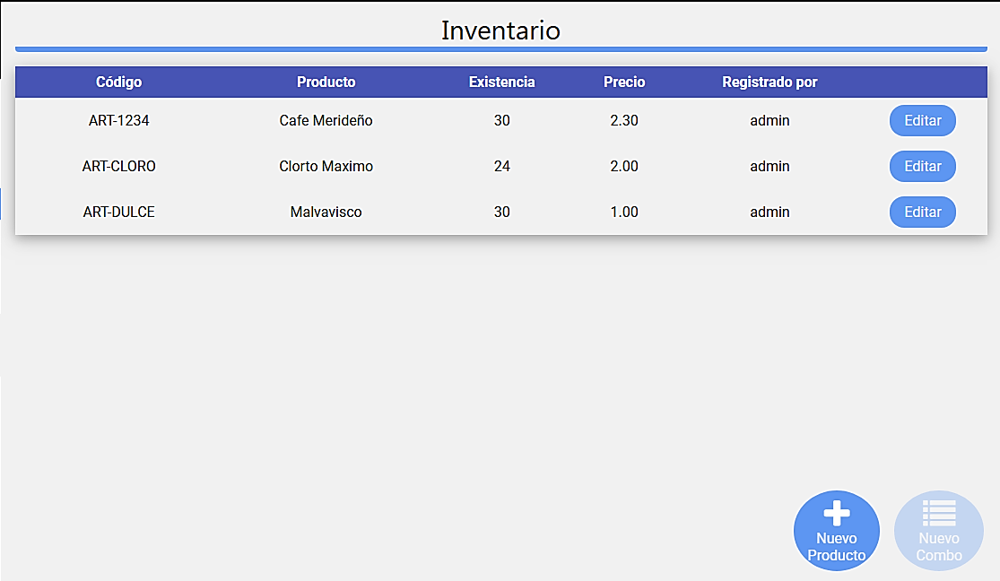 Inventario
Código Producto Existencia Precio Registrado por
ART-1234 Cafe Merideño 30 2.30 admin Editar
ART-CLORO Clorto Maximo 24 2.00 admin Editar
ART-DULCE Malvavisco 30 1.00 admin Editar
Nuevo
Producto
Nuevo
Combo